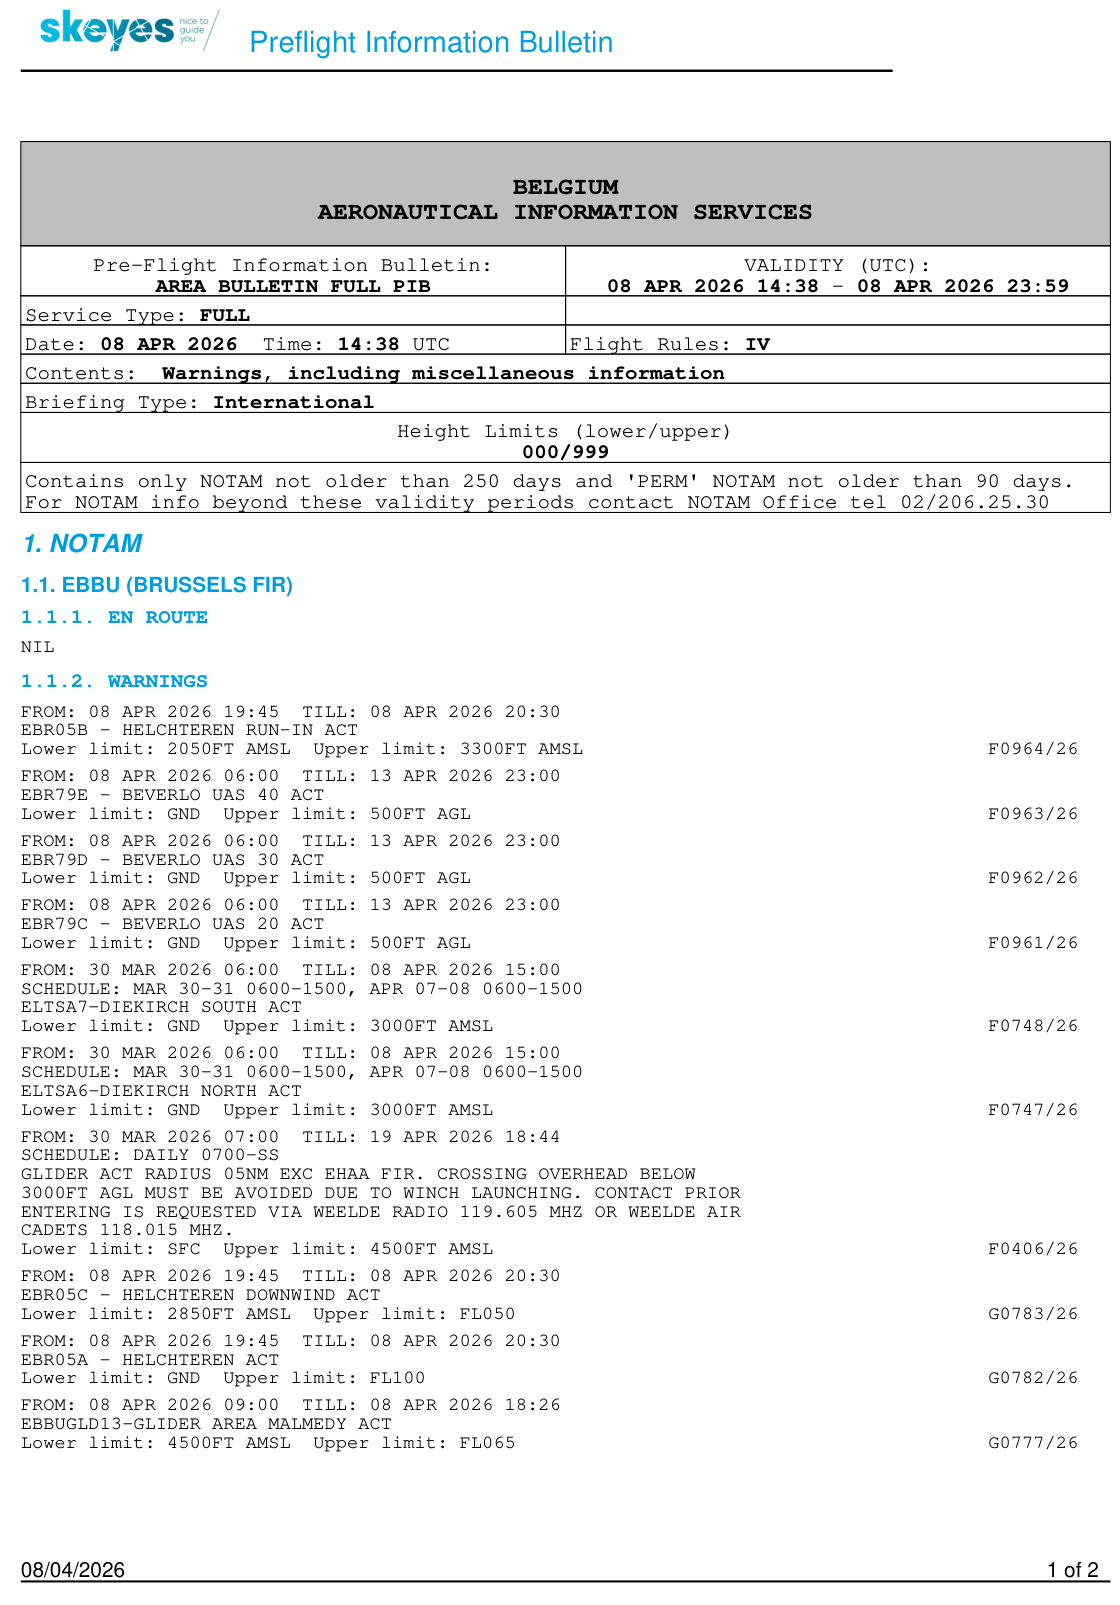 skeyes nice to guide you
Preflight Information Bulletin
BELGIUM
AERONAUTICAL INFORMATION SERVICES
Pre-Flight Information Bulletin:
AREA BULLETIN FULL PIB
VALIDITY (UTC):
08 APR 2026 14:38 - 08 APR 2026 23:59
Service Type: FULL
Date: 08 APR 2026  Time: 14:38 UTC
Flight Rules: IV
Contents:  Warnings, including miscellaneous information
Briefing Type: International
Height Limits (lower/upper)
000/999
Contains only NOTAM not older than 250 days and 'PERM' NOTAM not older than 90 days.
For NOTAM info beyond these validity periods contact NOTAM Office tel 02/206.25.30
1. NOTAM
1.1. EBBU (BRUSSELS FIR)
1.1.1. EN ROUTE
NIL
1.1.2. WARNINGS
FROM: 08 APR 2026 19:45  TILL: 08 APR 2026 20:30
EBR05B - HELCHTEREN RUN-IN ACT
Lower limit: 2050FT AMSL  Upper limit: 3300FT AMSL F0964/26
FROM: 08 APR 2026 06:00  TILL: 13 APR 2026 23:00
EBR79E - BEVERLO UAS 40 ACT
Lower limit: GND  Upper limit: 500FT AGL F0963/26
FROM: 08 APR 2026 06:00  TILL: 13 APR 2026 23:00
EBR79D - BEVERLO UAS 30 ACT
Lower limit: GND  Upper limit: 500FT AGL F0962/26
FROM: 08 APR 2026 06:00  TILL: 13 APR 2026 23:00
EBR79C - BEVERLO UAS 20 ACT
Lower limit: GND  Upper limit: 500FT AGL F0961/26
FROM: 30 MAR 2026 06:00  TILL: 08 APR 2026 15:00
SCHEDULE: MAR 30-31 0600-1500, APR 07-08 0600-1500
ELTSA7-DIEKIRCH SOUTH ACT
Lower limit: GND  Upper limit: 3000FT AMSL F0748/26
FROM: 30 MAR 2026 06:00  TILL: 08 APR 2026 15:00
SCHEDULE: MAR 30-31 0600-1500, APR 07-08 0600-1500
ELTSA6-DIEKIRCH NORTH ACT
Lower limit: GND  Upper limit: 3000FT AMSL F0747/26
FROM: 30 MAR 2026 07:00  TILL: 19 APR 2026 18:44
SCHEDULE: DAILY 0700-SS
GLIDER ACT RADIUS 05NM EXC EHAA FIR. CROSSING OVERHEAD BELOW
3000FT AGL MUST BE AVOIDED DUE TO WINCH LAUNCHING. CONTACT PRIOR
ENTERING IS REQUESTED VIA WEELDE RADIO 119.605 MHZ OR WEELDE AIR
CADETS 118.015 MHZ.
Lower limit: SFC  Upper limit: 4500FT AMSL F0406/26
FROM: 08 APR 2026 19:45  TILL: 08 APR 2026 20:30
EBR05C - HELCHTEREN DOWNWIND ACT
Lower limit: 2850FT AMSL  Upper limit: FL050 G0783/26
FROM: 08 APR 2026 19:45  TILL: 08 APR 2026 20:30
EBR05A - HELCHTEREN ACT
Lower limit: GND  Upper limit: FL100 G0782/26
FROM: 08 APR 2026 09:00  TILL: 08 APR 2026 18:26
EBBUGLD13-GLIDER AREA MALMEDY ACT
Lower limit: 4500FT AMSL  Upper limit: FL065 G0777/26
08/04/2026 1 of 2